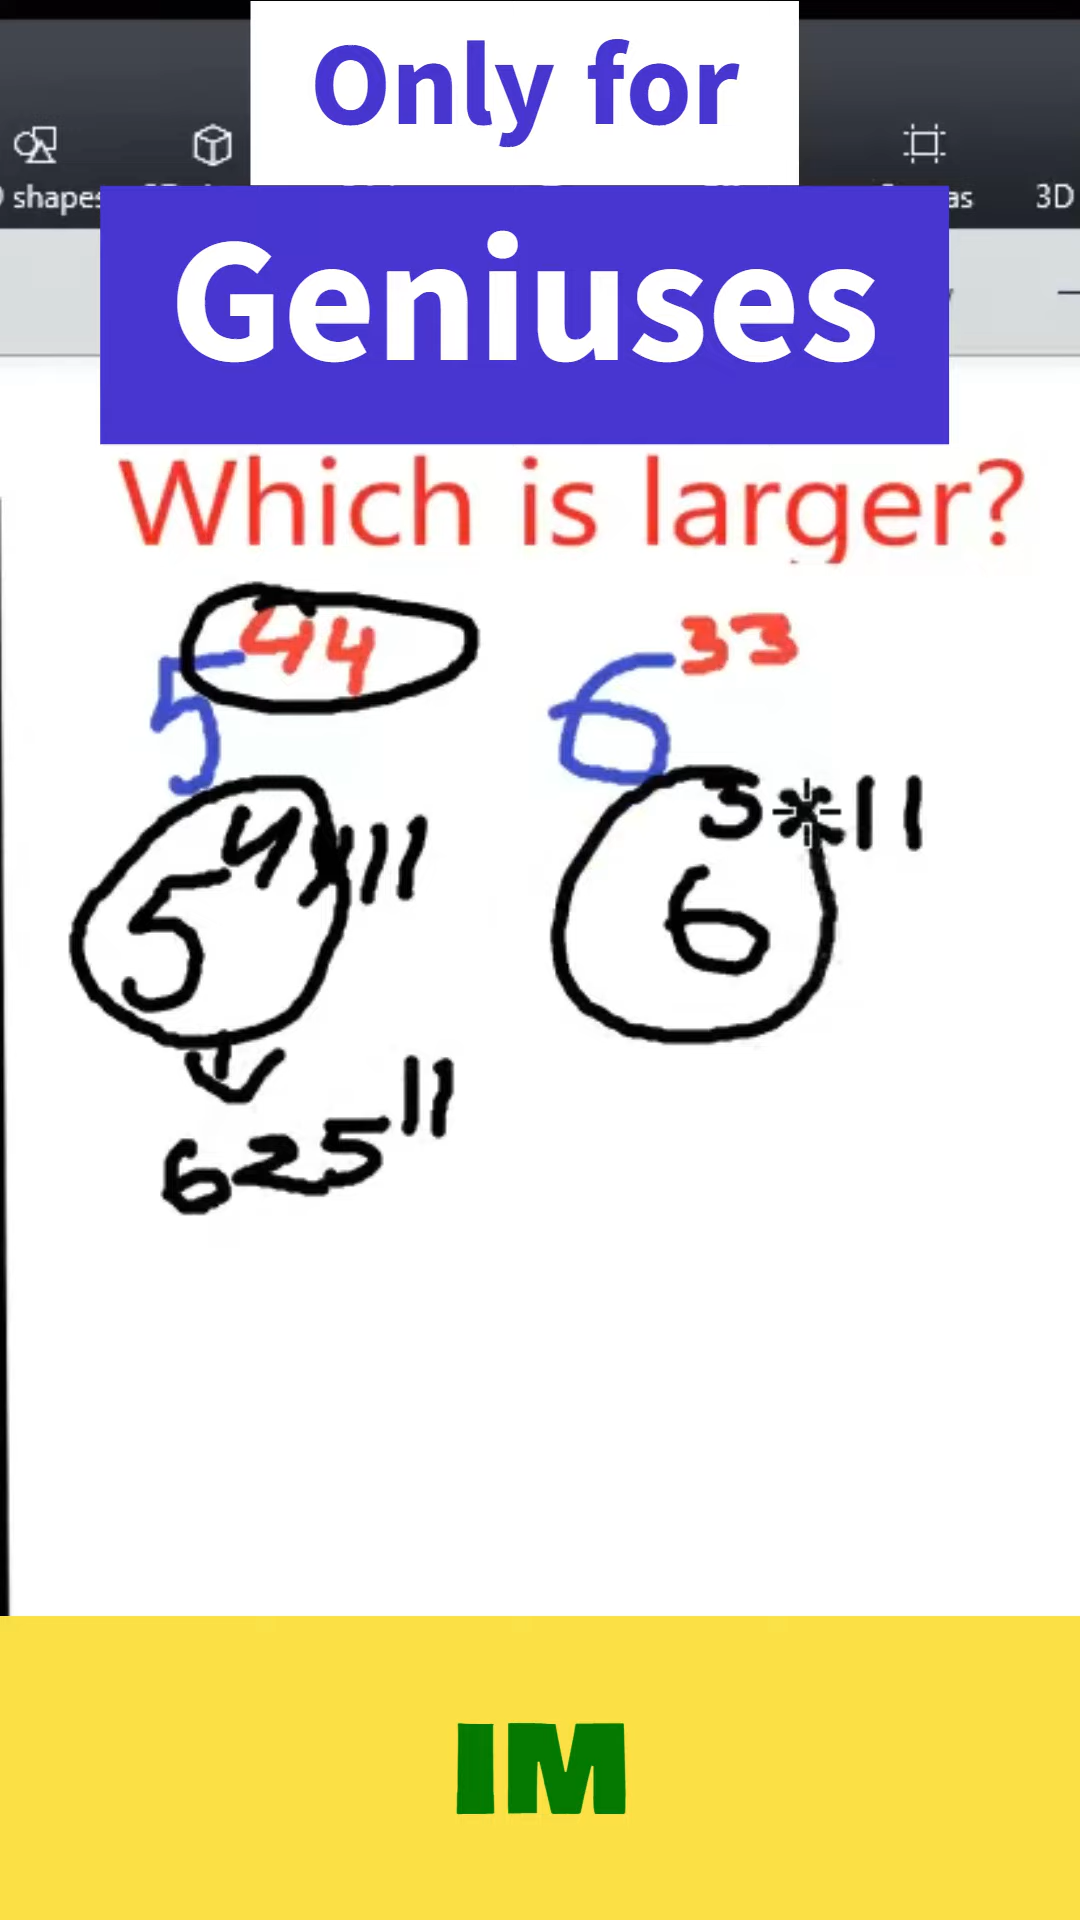 Only for
shapes
as
3D
Geniuses
Which is larger?
5^44 6^33
5^4×11 6^3*11
625^11
IM